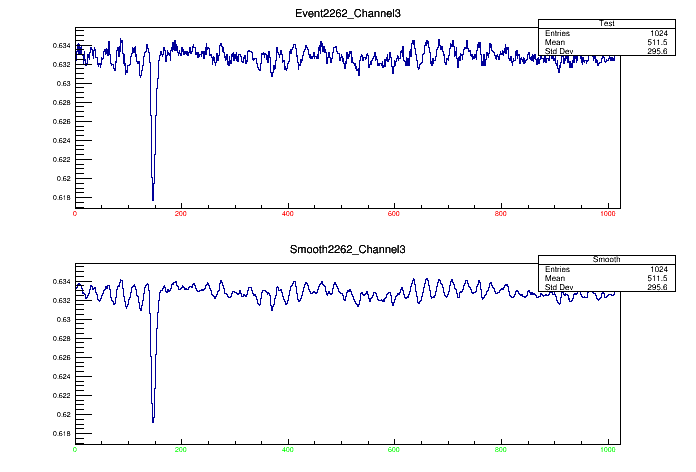 Event2262_Channel3
Test
Entries 1024
Mean 511.5
Std Dev 295.6
0.634
0.632
0.63
0.628
0.626
0.624
0.622
0.62
0.618
0 200 400 600 800 1000
Smooth2262_Channel3
Smooth
Entries 1024
Mean 511.5
Std Dev 295.6
0.634
0.632
0.63
0.628
0.626
0.624
0.622
0.62
0.618
0 200 400 600 800 1000